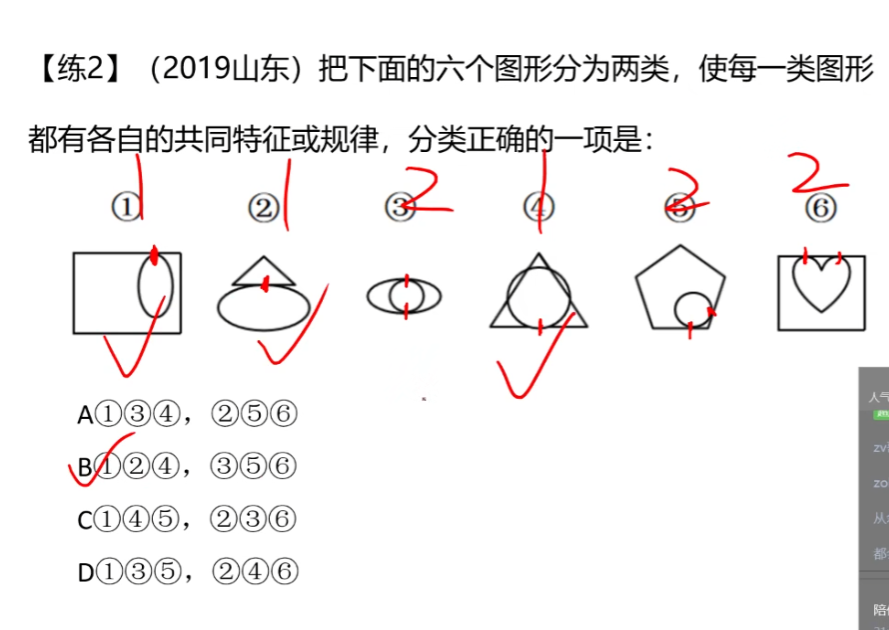 【练2】（2019山东）把下面的六个图形分为两类，使每一类图形
都有各自的共同特征或规律，分类正确的一项是：
1 1 2 1 2 2
① ② ③ ④ ⑤ ⑥
A①③④，②⑤⑥
B①②④，③⑤⑥
C①④⑤，②③⑥
D①③⑤，②④⑥
人气
zv
zo
从
都
陪